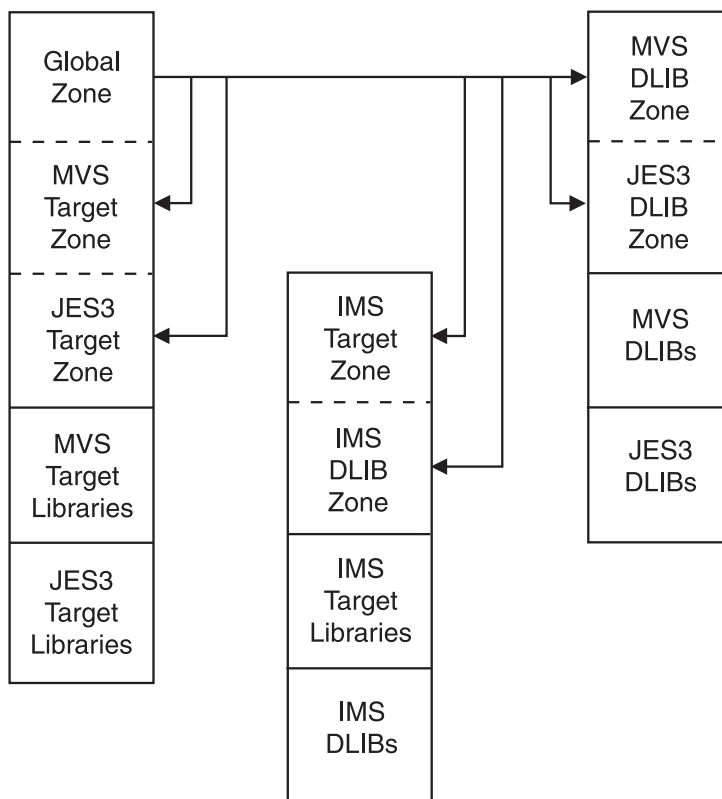 Global
Zone
MVS
Target
Zone
JES3
Target
Zone
MVS
Target
Libraries
JES3
Target
Libraries
IMS
Target
Zone
IMS
DLIB
Zone
IMS
Target
Libraries
IMS
DLIBs
MVS
DLIB
Zone
JES3
DLIB
Zone
MVS
DLIBs
JES3
DLIBs